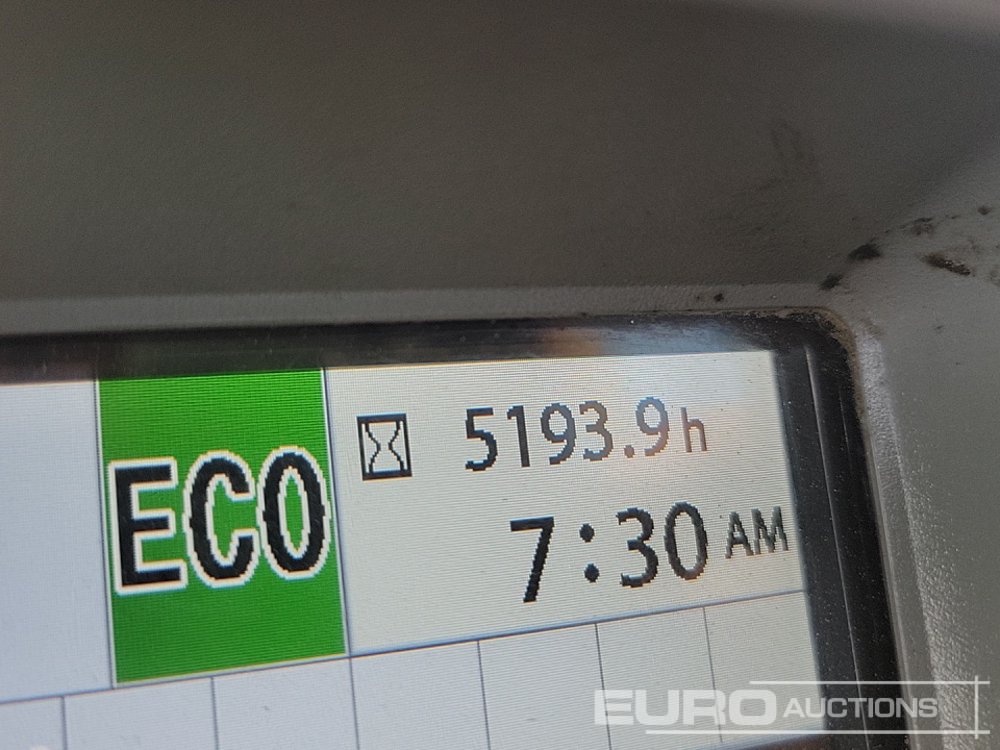 ECO
5193.9h
7:30 AM
EURO AUCTIONS